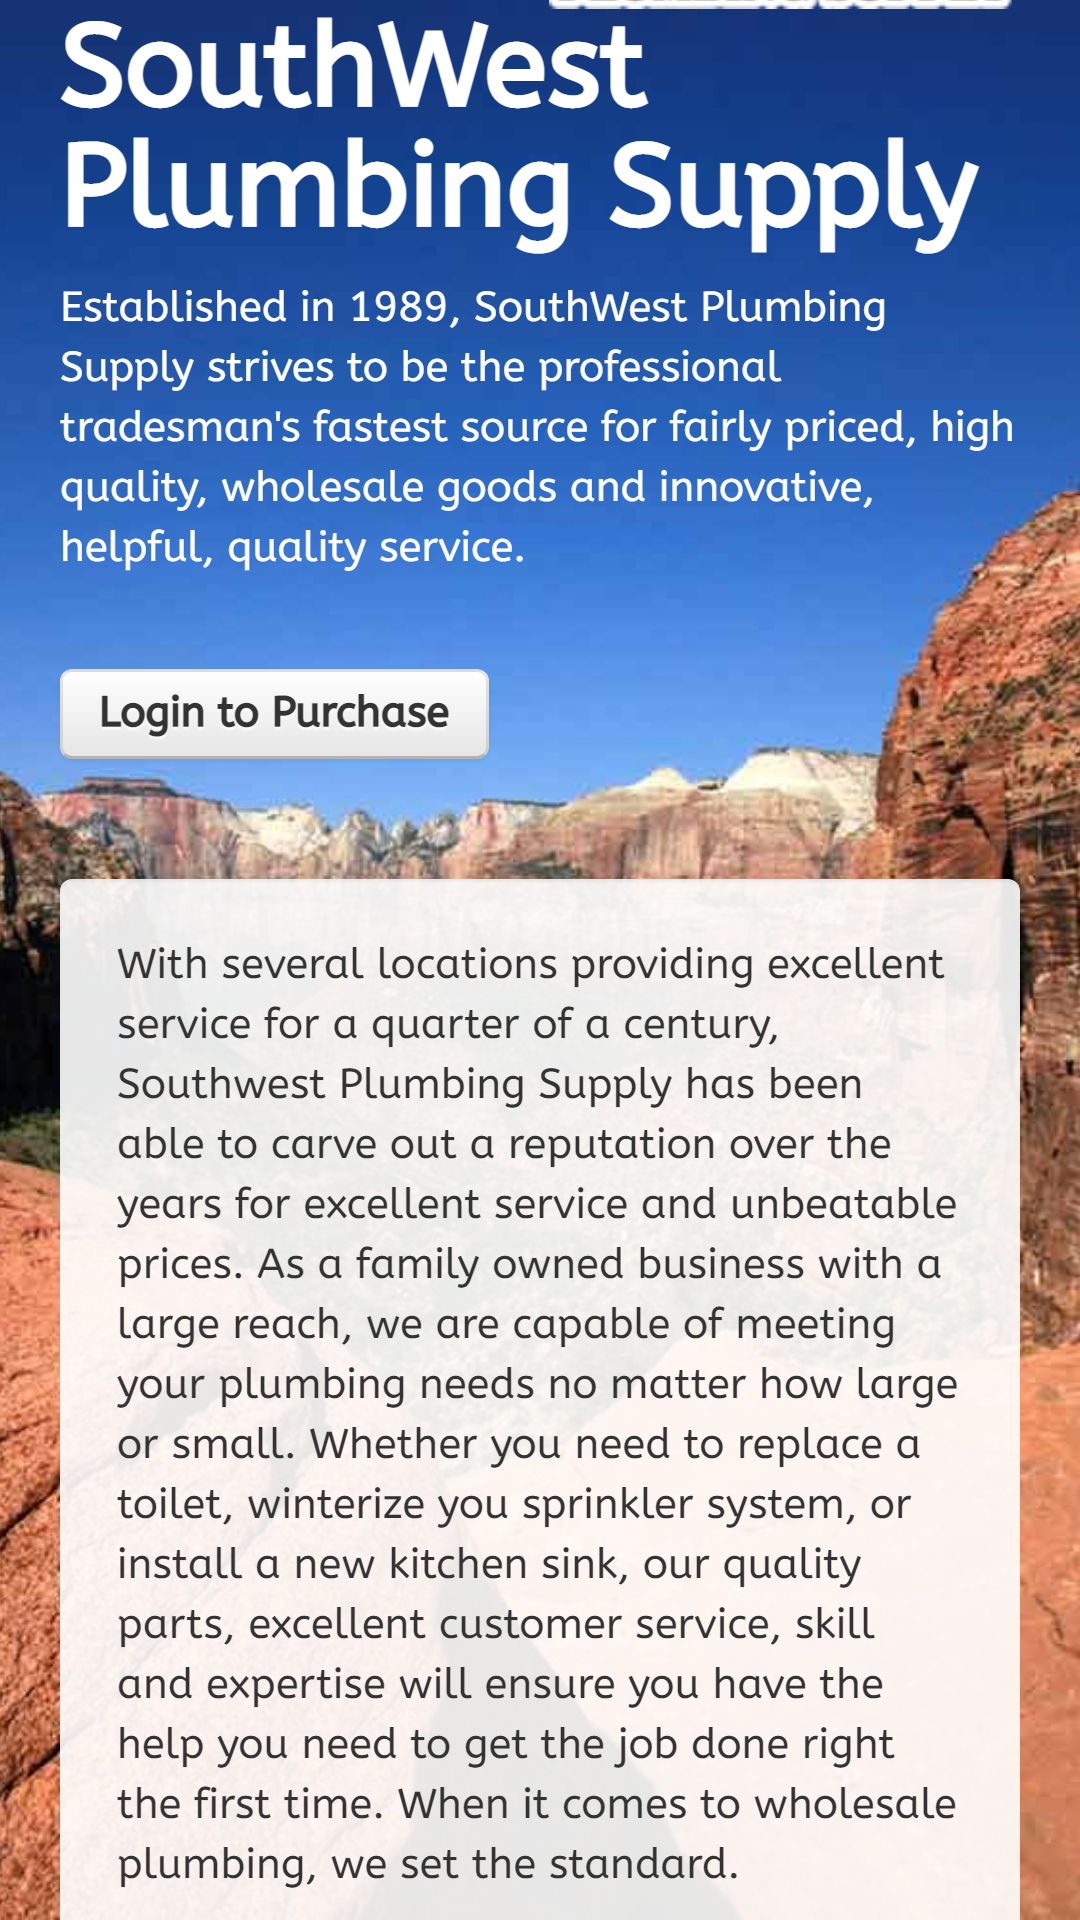 SouthWest
Plumbing Supply
Established in 1989, SouthWest Plumbing
Supply strives to be the professional
tradesman's fastest source for fairly priced, high
quality, wholesale goods and innovative,
helpful, quality service.
Login to Purchase
With several locations providing excellent
service for a quarter of a century,
Southwest Plumbing Supply has been
able to carve out a reputation over the
years for excellent service and unbeatable
prices. As a family owned business with a
large reach, we are capable of meeting
your plumbing needs no matter how large
or small. Whether you need to replace a
toilet, winterize you sprinkler system, or
install a new kitchen sink, our quality
parts, excellent customer service, skill
and expertise will ensure you have the
help you need to get the job done right
the first time. When it comes to wholesale
plumbing, we set the standard.